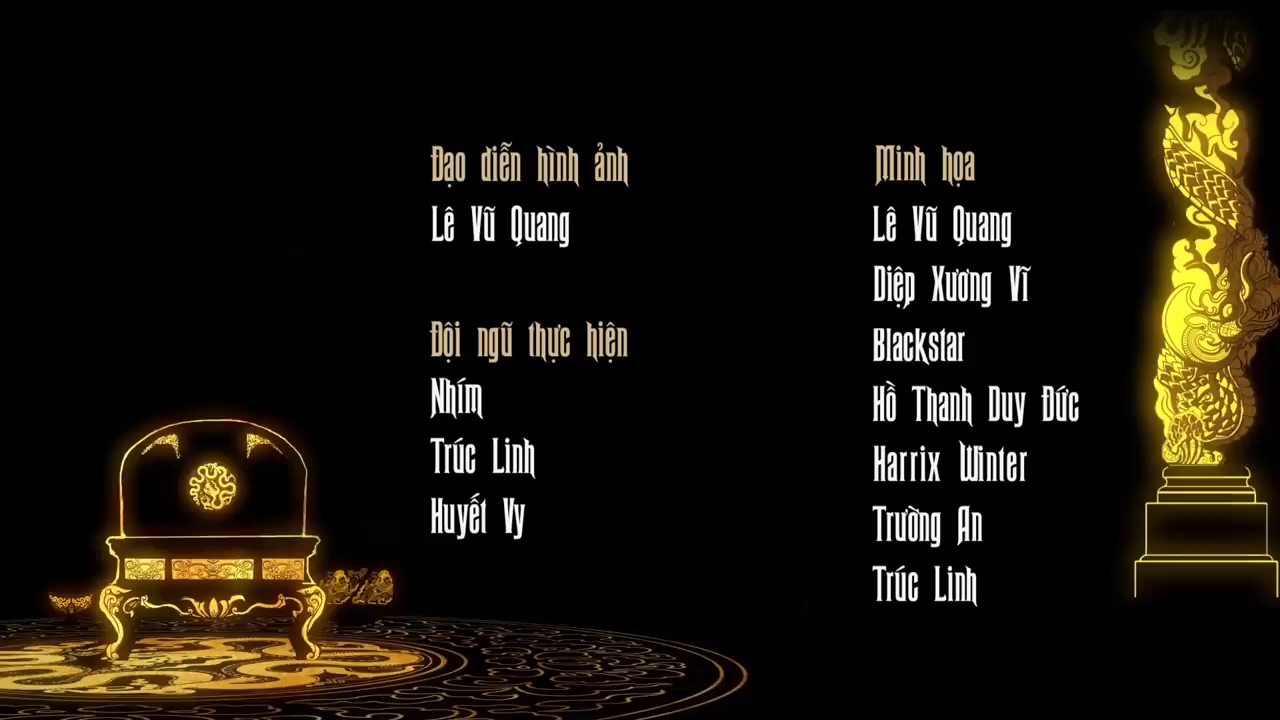 Đạo diễn hình ảnh
Lê Vũ Quang
Đội ngũ thực hiện
Nhím
Trúc Linh
Huyết Vy
Minh họa
Lê Vũ Quang
Diệp Xương Vĩ
Blackstar
Hồ Thanh Duy Đức
Harrix Winter
Trường An
Trúc Linh